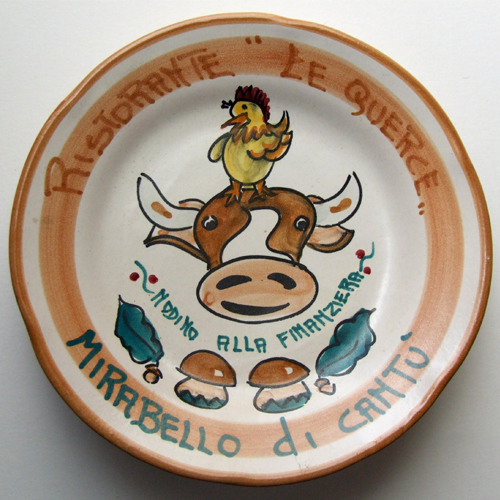 RISTORANTE "LE QUERCE"
NODINO ALLA FINANZIERA
MIRABELLO di CANTÙ